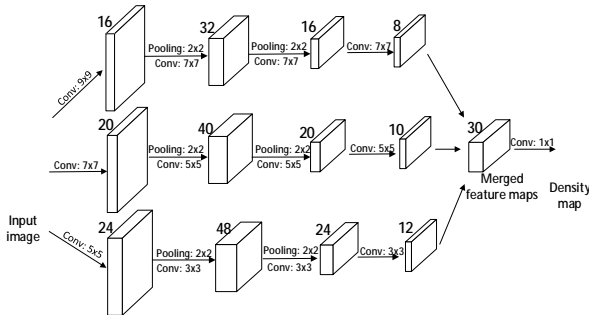 16
32
16
8
Pooling: 2x2
Pooling: 2x2
Conv: 7x7
Conv: 9x9
Conv: 7x7
Conv: 7x7
20
40
20
10
30
Pooling: 2x2
Pooling: 2x2
Conv: 5x5
Conv: 1x1
Conv: 7x7
Conv: 5x5
Conv: 5x5
Merged
feature maps
Density
map
Input
image
24
48
24
12
Conv: 5x5
Pooling: 2x2
Pooling: 2x2
Conv: 3x3
Conv: 3x3
Conv: 3x3